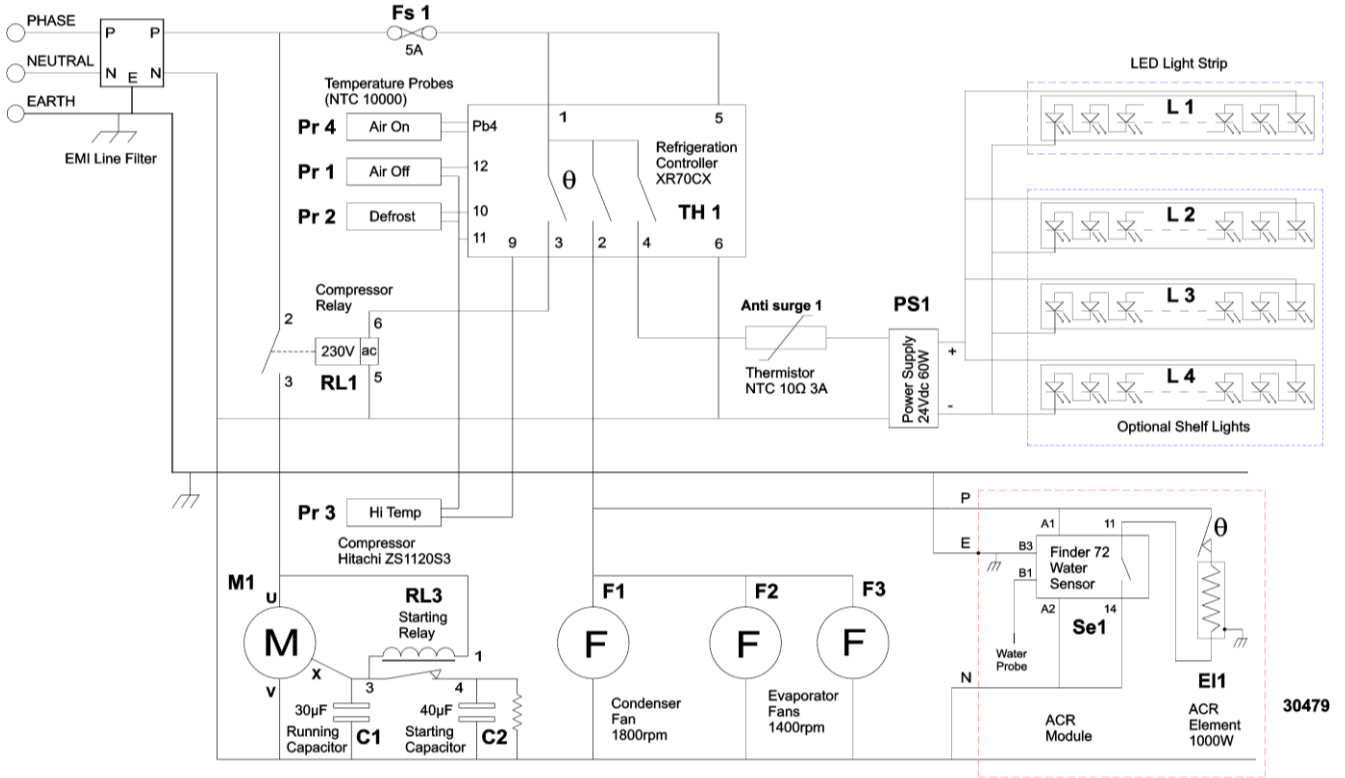 PHASE
P P
NEUTRAL
N E N
EARTH
EMI Line Filter
Fs 1
5A
Temperature Probes
(NTC 10000)
Pr 4 Air On Pb4
Pr 1 Air Off 12
Pr 2 Defrost 10
11
9
1 5
θ
Refrigeration
Controller
XR70CX
TH 1
3 2 4 6
LED Light Strip
L 1
L 2
L 3
L 4
Optional Shelf Lights
Compressor
Relay
2
6
230V ac
RL1
5
3
Anti surge 1
Thermistor
NTC 10Ω 3A
PS1
Power Supply
24Vdc 60W
+
-
Pr 3 Hi Temp
Compressor
Hitachi ZS1120S3
M1
U
M
X
V
RL3
Starting
Relay
1
3 4
30µF
Running
Capacitor
C1
40µF
Starting
Capacitor
C2
F1
F
Condenser
Fan
1800rpm
F2
F
F3
F
Evaporator
Fans
1400rpm
P
E
N
A1 11
B3
B1
Finder 72
Water
Sensor
A2 14
Se1
Water
Probe
θ
El1
ACR
Element
1000W
ACR
Module
30479